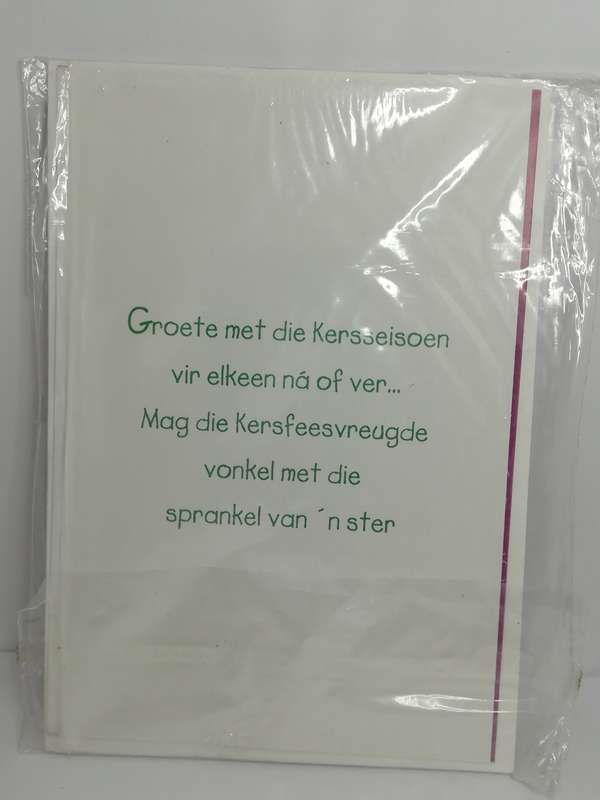 Groete met die Kersseisoen
vir elkeen ná of ver...
Mag die Kersfeesvreugde
vonkel met die
sprankel van ´n ster